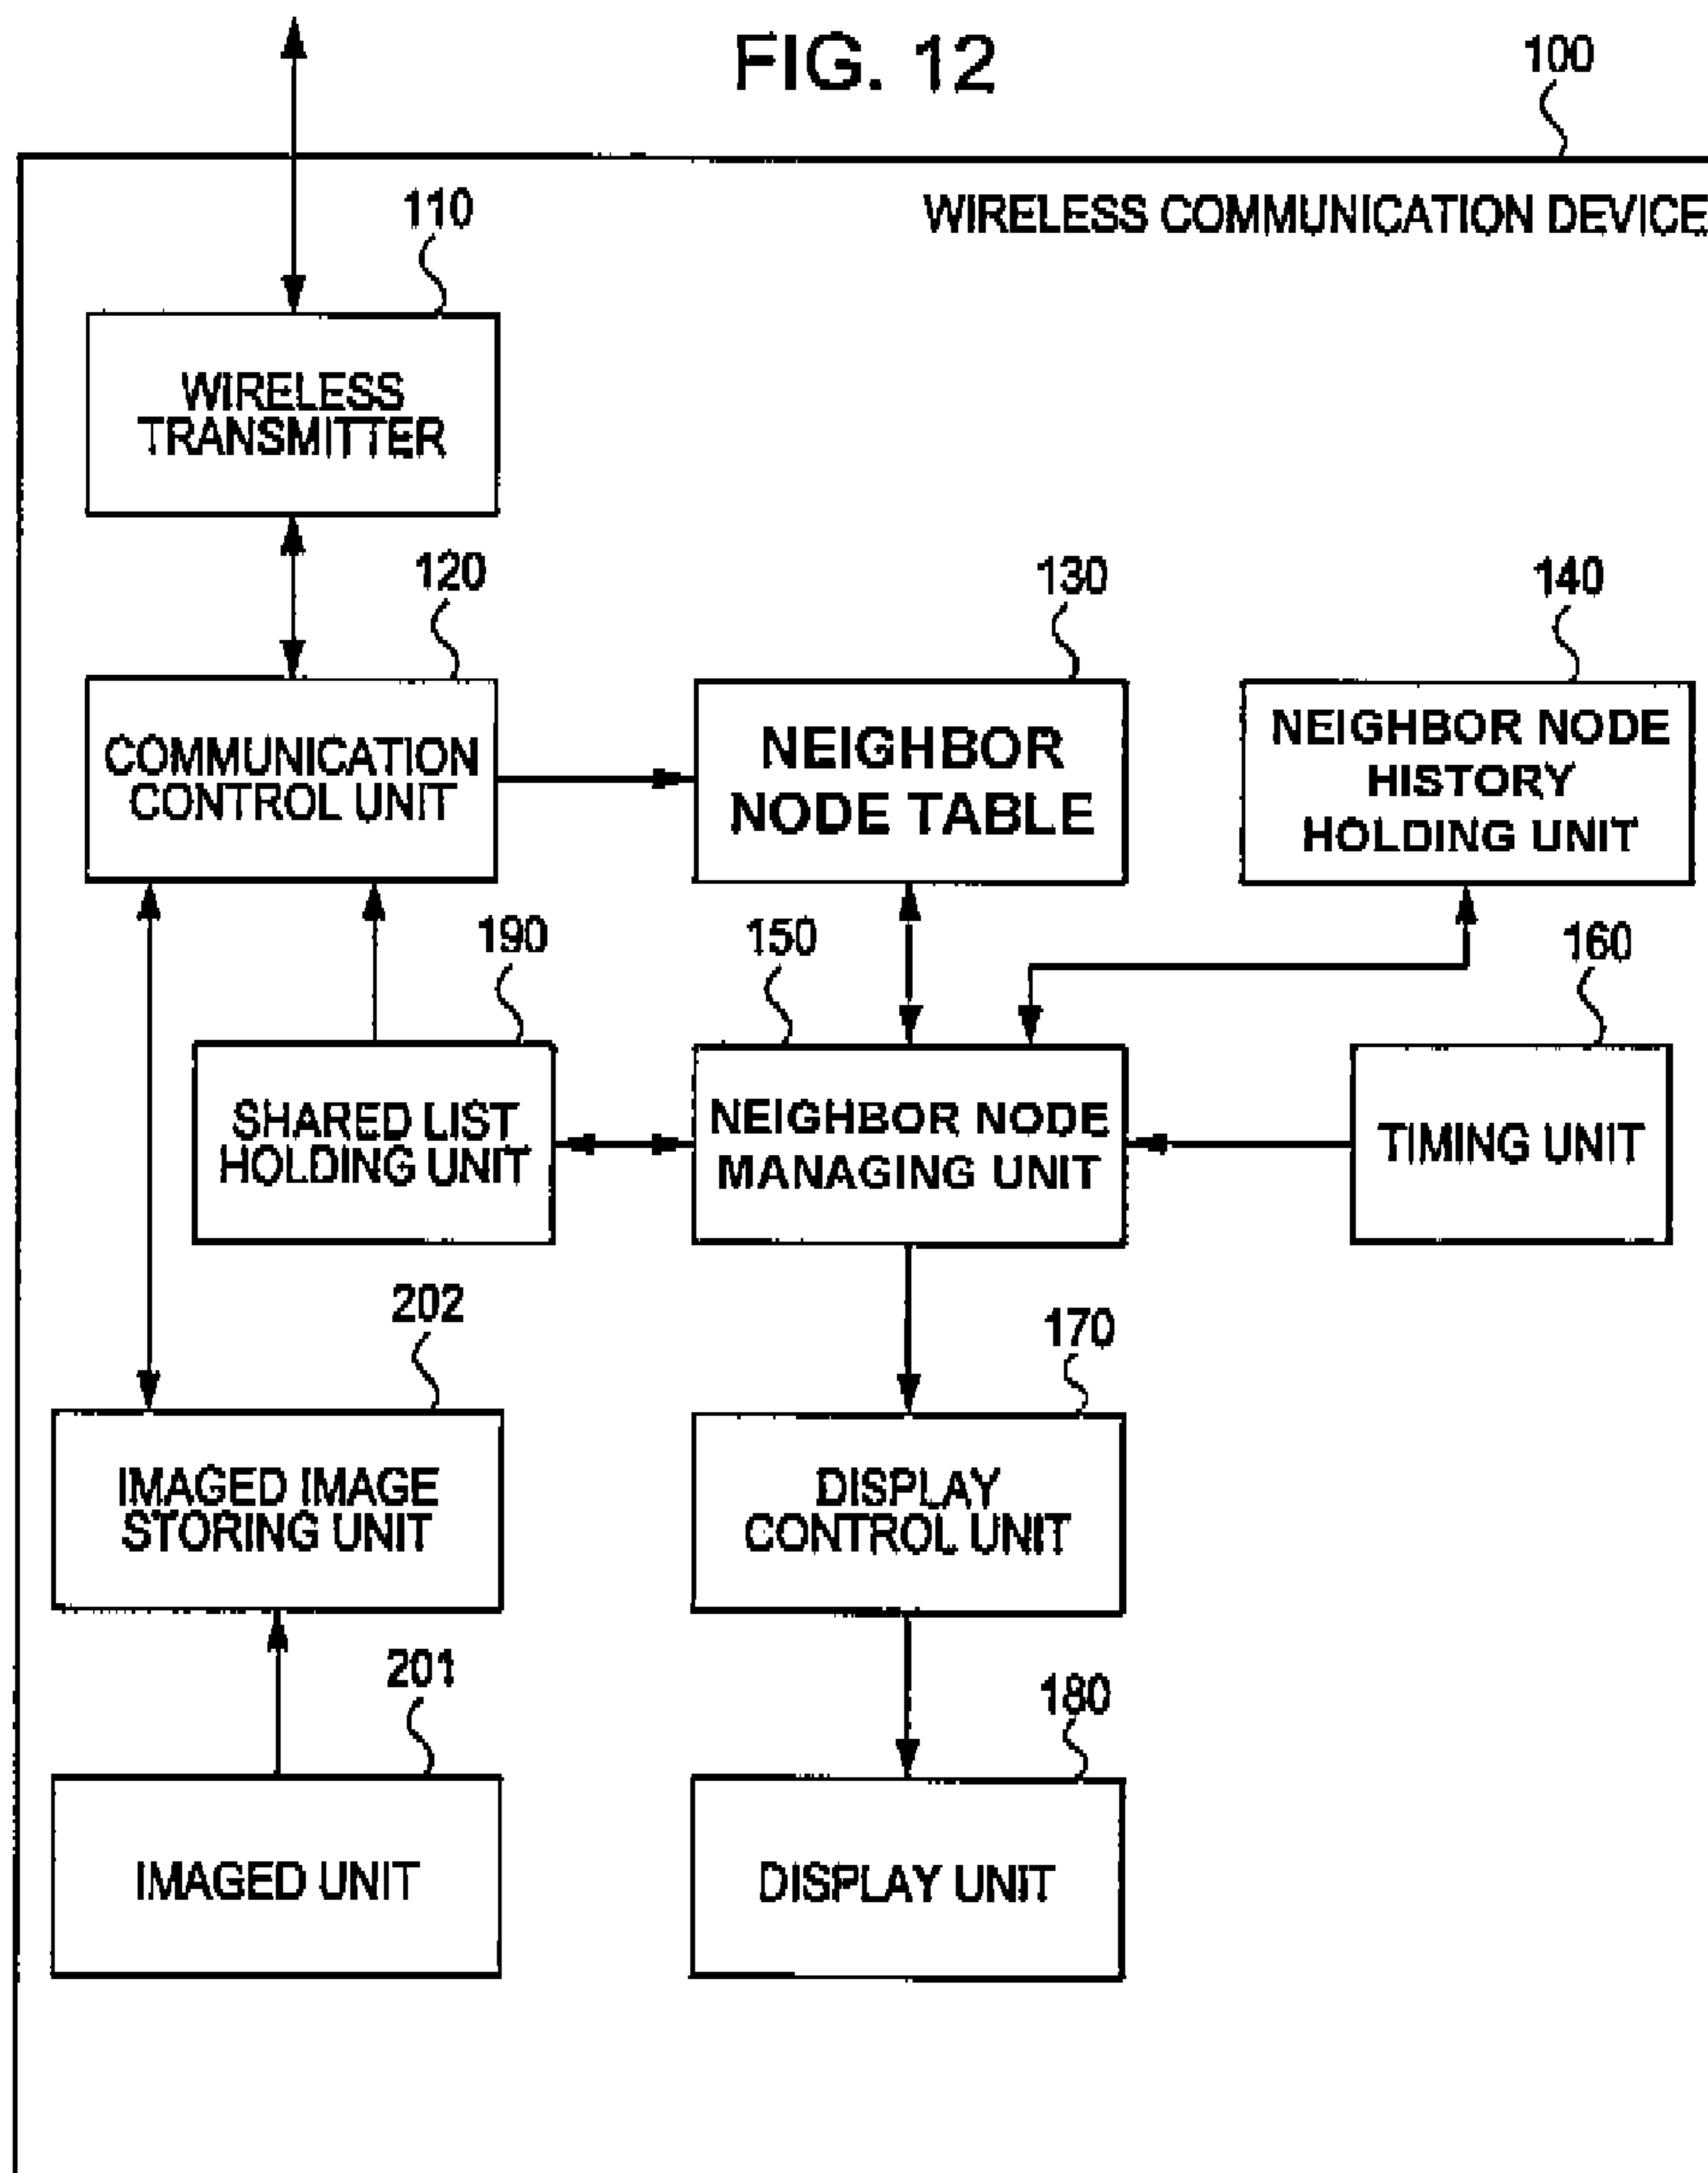 FIG. 12
100
WIRELESS COMMUNICATION DEVICE
110
WIRELESS
TRANSMITTER
120
130
140
COMMUNICATION
CONTROL UNIT
NEIGHBOR
NODE TABLE
NEIGHBOR NODE
HISTORY
HOLDING UNIT
190
150
160
SHARED LIST
HOLDING UNIT
NEIGHBOR NODE
MANAGING UNIT
TIMING UNIT
202
170
IMAGED IMAGE
STORING UNIT
DISPLAY
CONTROL UNIT
201
180
IMAGED UNIT
DISPLAY UNIT